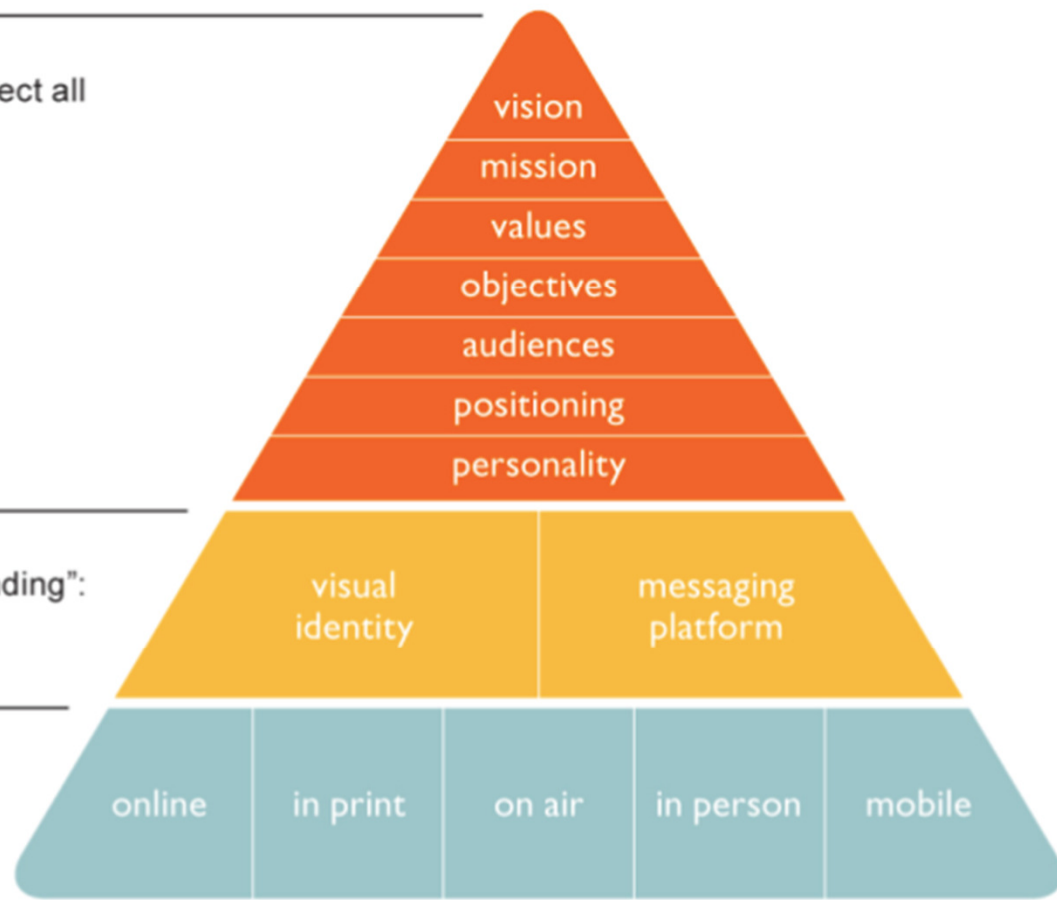 ect all
vision
mission
values
objectives
audiences
positioning
personality
ding”:
visual
identity
messaging
platform
online
in print
on air
in person
mobile